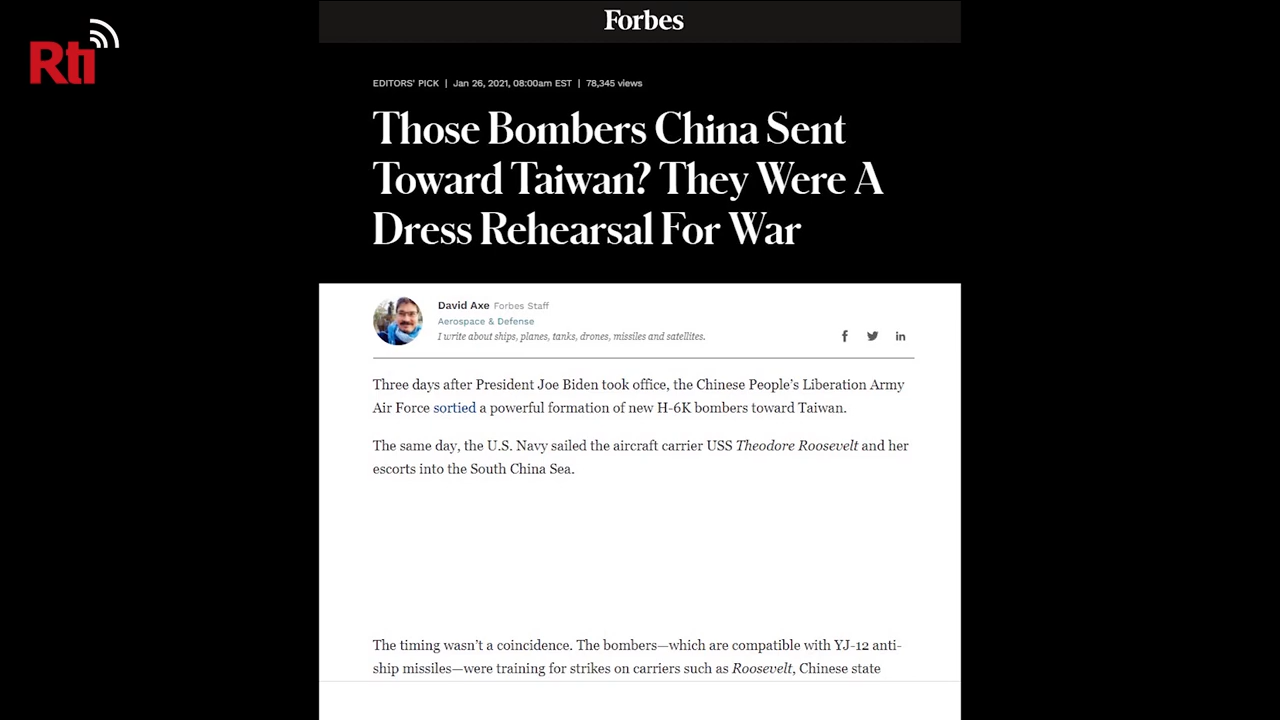 Rti
Forbes
EDITORS' PICK | Jan 26, 2021, 08:00am EST | 78,345 views
Those Bombers China Sent
Toward Taiwan? They Were A
Dress Rehearsal For War
David Axe Forbes Staff
Aerospace & Defense
I write about ships, planes, tanks, drones, missiles and satellites.
Three days after President Joe Biden took office, the Chinese People's Liberation Army
Air Force sortied a powerful formation of new H-6K bombers toward Taiwan.
The same day, the U.S. Navy sailed the aircraft carrier USS Theodore Roosevelt and her
escorts into the South China Sea.
The timing wasn't a coincidence. The bombers—which are compatible with YJ-12 anti-
ship missiles—were training for strikes on carriers such as Roosevelt, Chinese state